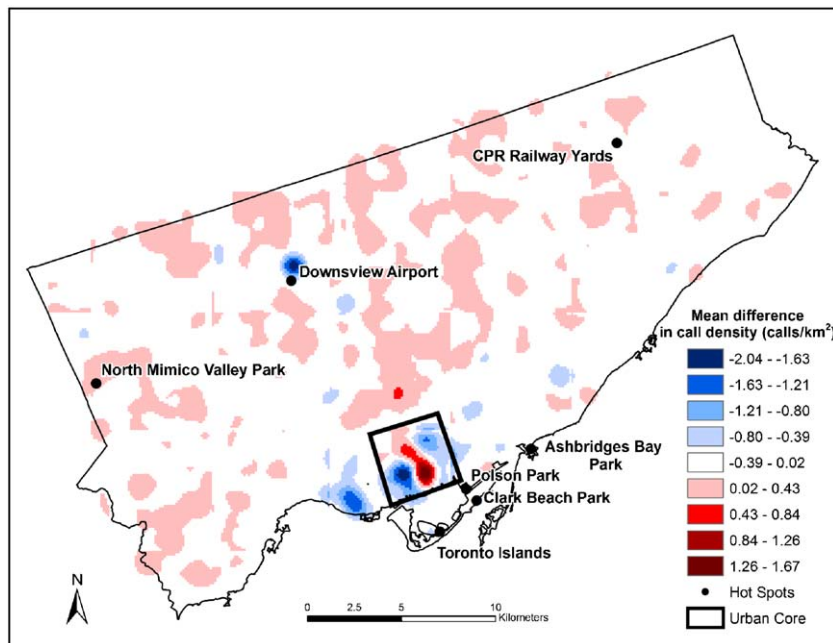 CPR Railway Yards
Downsview Airport
North Mimico Valley Park
Ashbridges Bay
Park
Polson Park
Clark Beach Park
Toronto Islands
N
0 2.5 5 10
Kilometers
Mean difference
in call density (calls/km²)
-2.04 - -1.63
-1.63 - -1.21
-1.21 - -0.80
-0.80 - -0.39
-0.39 - 0.02
0.02 - 0.43
0.43 - 0.84
0.84 - 1.26
1.26 - 1.67
Hot Spots
Urban Core